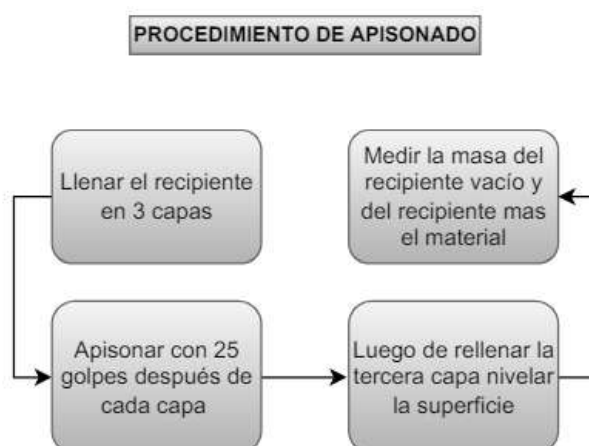 PROCEDIMIENTO DE APISONADO
Llenar el recipiente
en 3 capas
Medir la masa del
recipiente vacío y
del recipiente mas
el material
Apisonar con 25
golpes después de
cada capa
Luego de rellenar la
tercera capa nivelar
la superficie